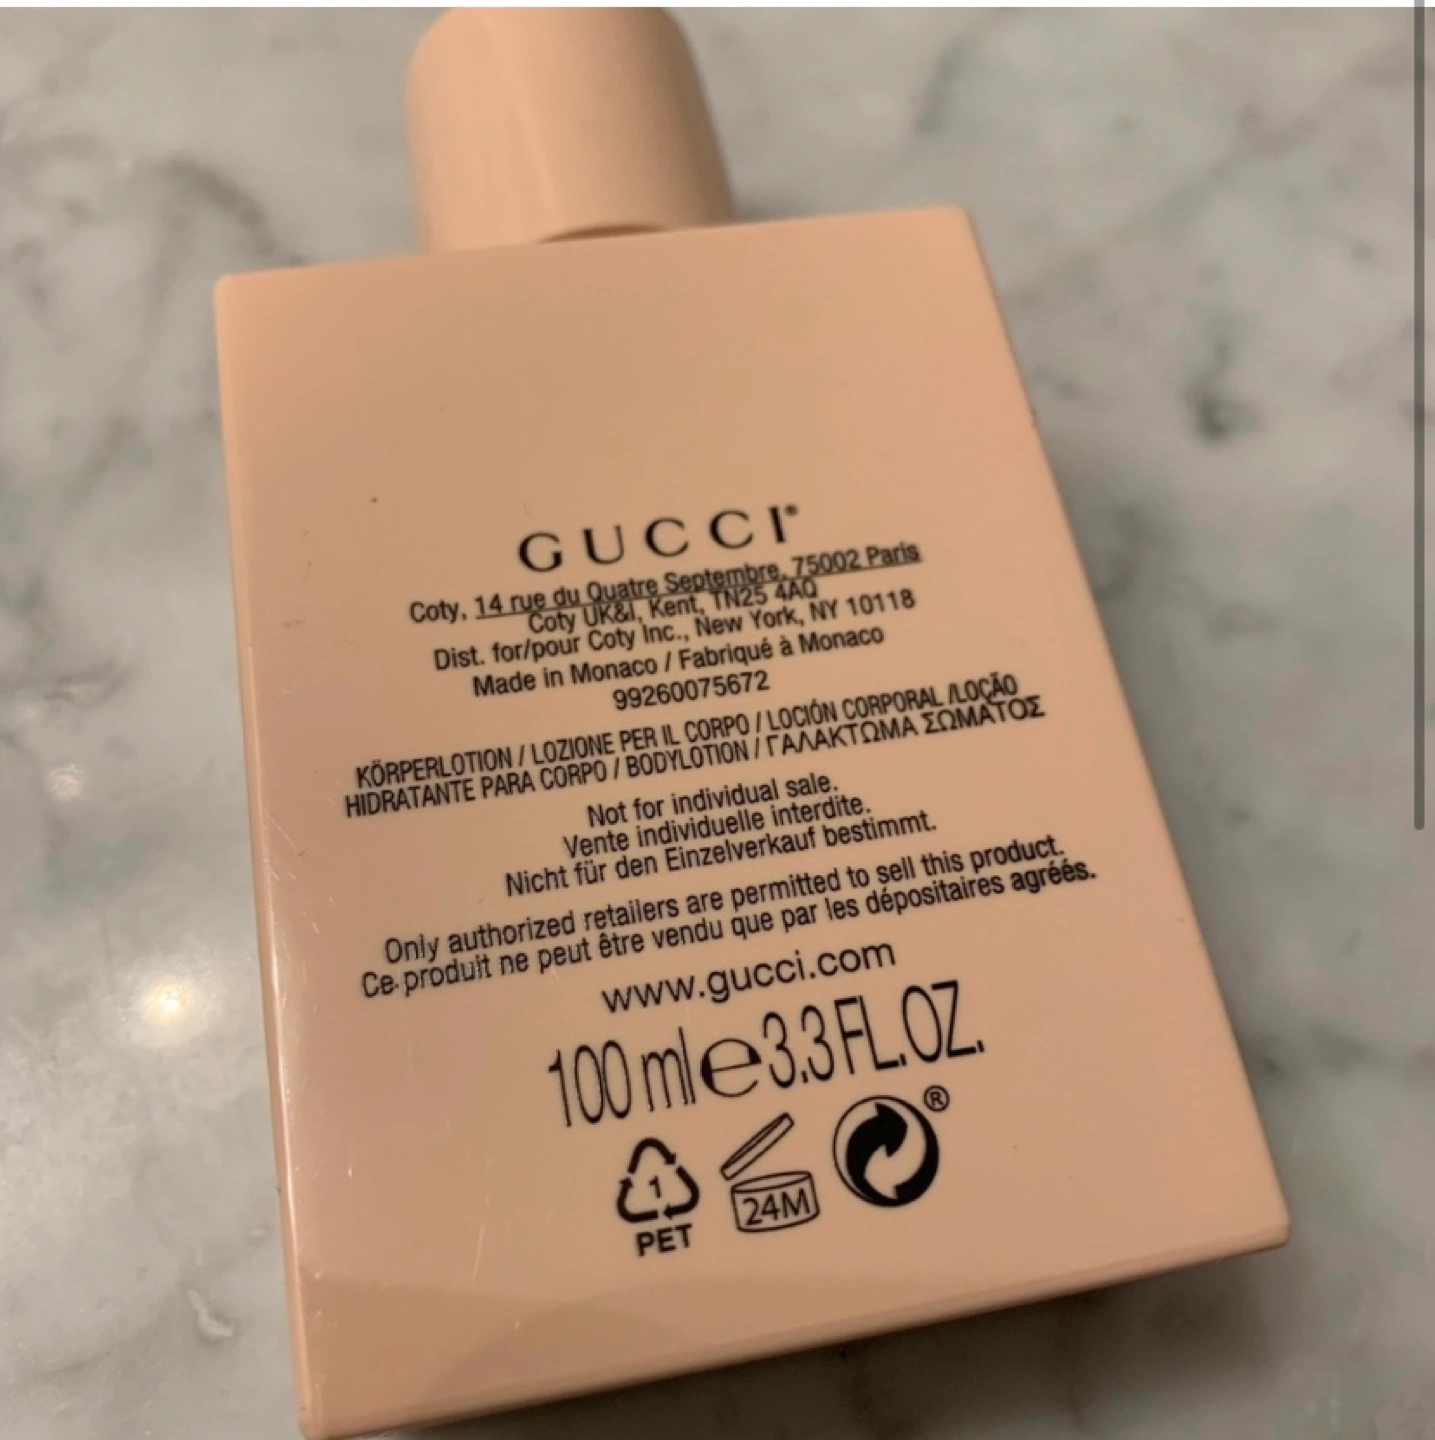 GUCCI®
Coty, 14 rue du Quatre Septembre, 75002 Paris
Coty UK&I, Kent, TN25 4AQ
Dist. for/pour Coty Inc., New York, NY 10118
Made in Monaco / Fabriqué à Monaco
99260075672
KÖRPERLOTION / LOZIONE PER IL CORPO / LOCIÓN CORPORAL /LOÇÃO
HIDRATANTE PARA CORPO / BODYLOTION / ΓΑΛΑΚΤΩΜΑ ΣΩΜΑΤΟΣ
Not for individual sale.
Vente individuelle interdite.
Nicht für den Einzelverkauf bestimmt.
Only authorized retailers are permitted to sell this product.
Ce produit ne peut être vendu que par les dépositaires agréés.
www.gucci.com
100 ml e 3.3 FL.OZ.
1
PET
24M
®